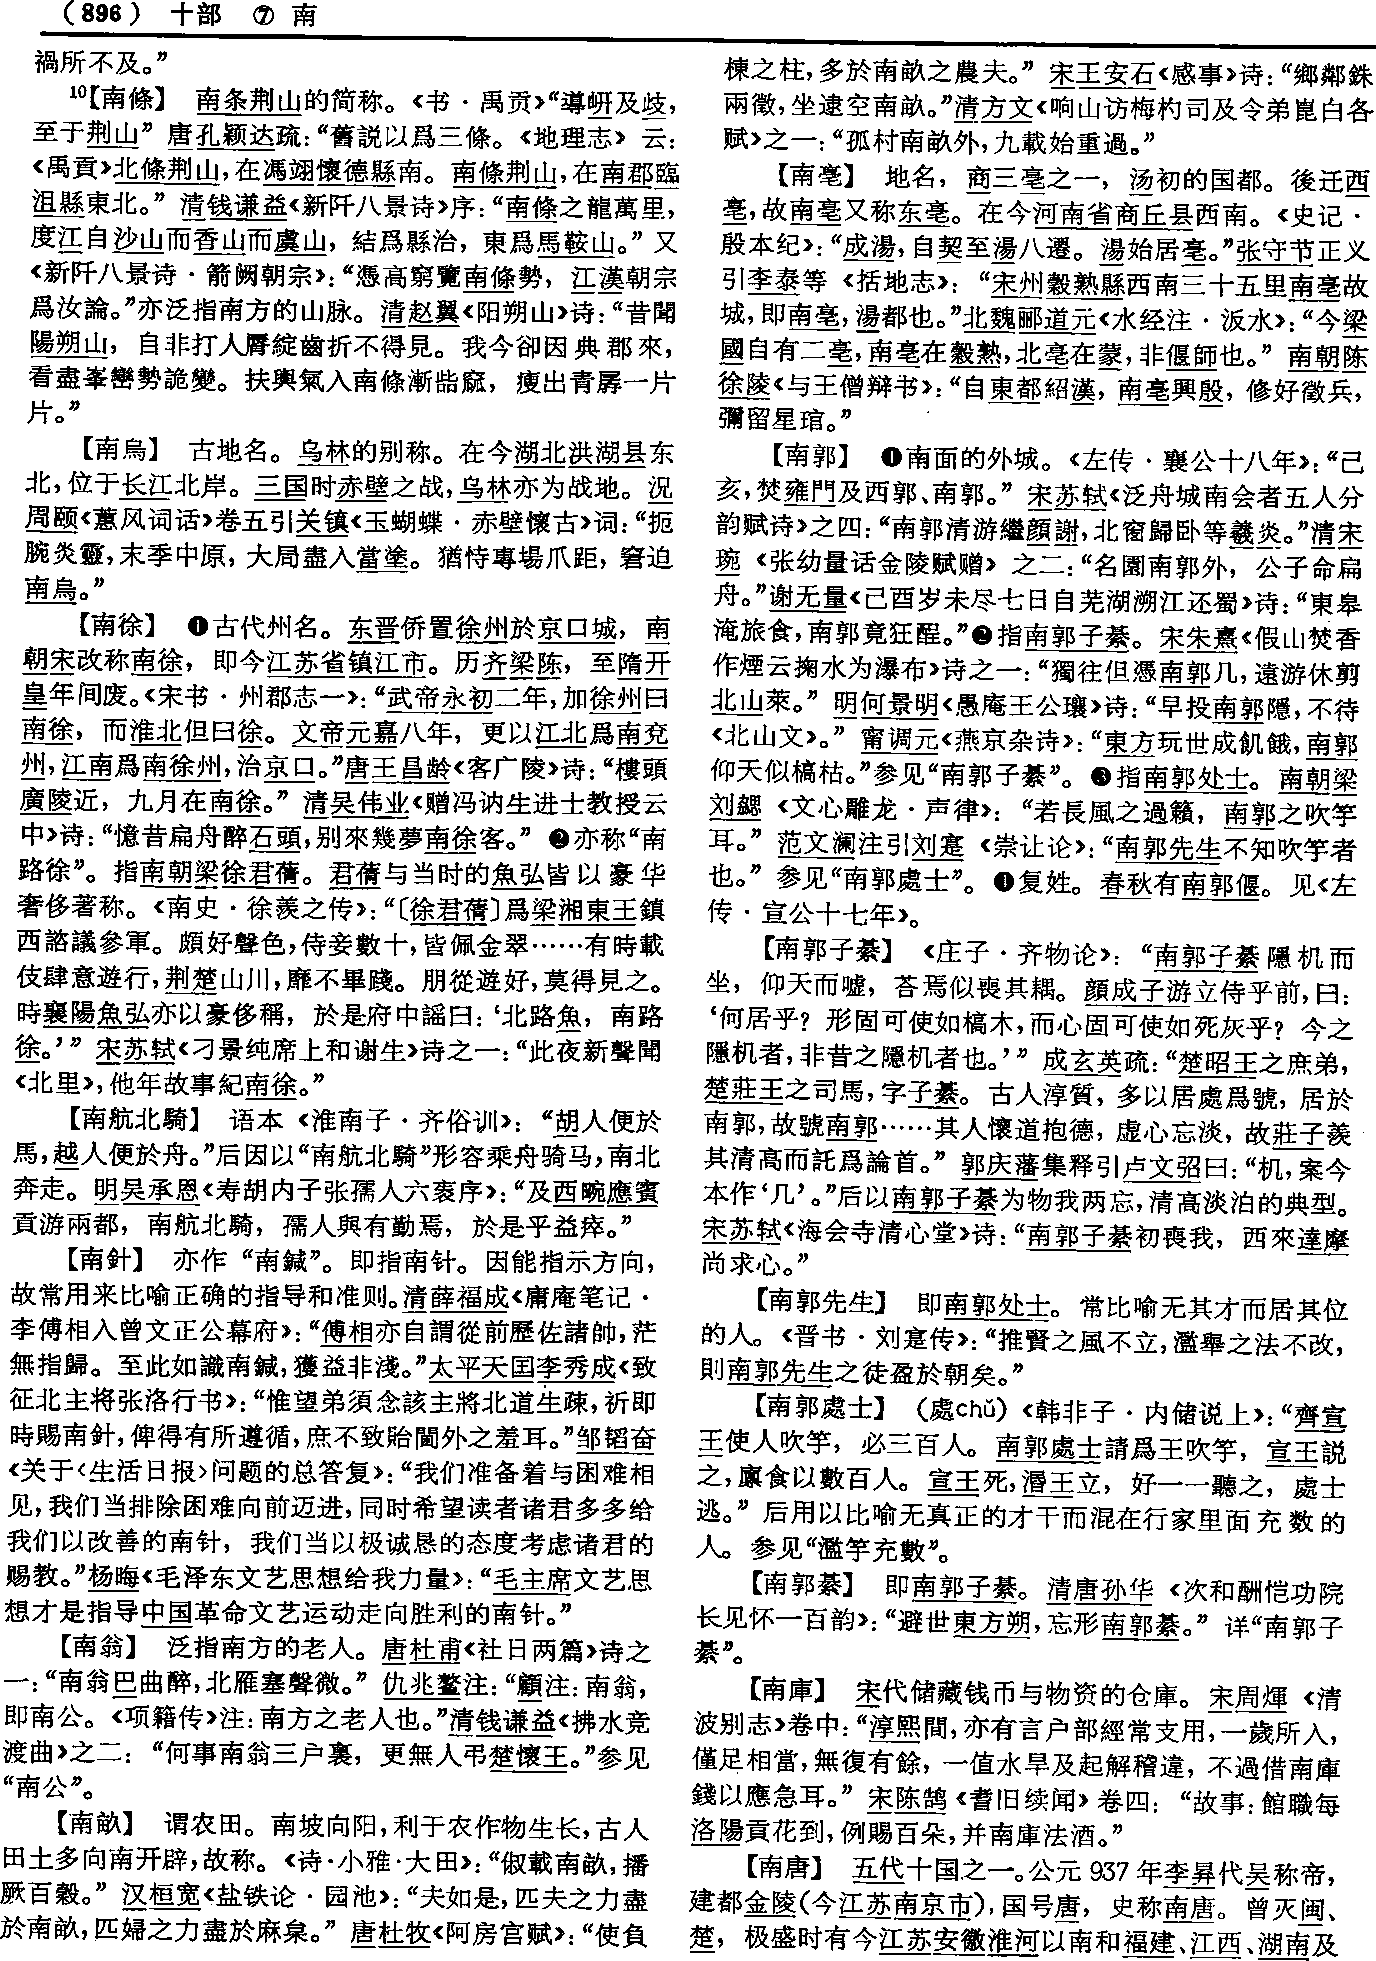 （896） 十部 ⑦ 南
禍所不及。”
¹⁰【南條】 南条荆山的简称。《书·禹贡》“導岍及歧，
至于荆山” 唐孔颖达疏：“舊説以爲三條。《地理志》云：
《禹貢》北條荆山，在馮翊懷德縣南。南條荆山，在南郡臨
沮縣東北。” 清钱谦益《新阡八景诗》序：“南條之龍萬里，
度江自沙山而香山而虞山，結爲縣治，東爲馬鞍山。” 又
《新阡八景诗·箭阙朝宗》：“憑高窮覽南條勢，江漢朝宗
爲汝論。”亦泛指南方的山脉。清赵翼《阳朔山》诗：“昔聞
陽朔山，自非打人脣綻齒折不得見。我今卻因典郡來，
看盡峯巒勢詭變。扶輿氣入南條漸呰窳，瘦出青孱一片
片。”
【南烏】 古地名。乌林的别称。在今湖北洪湖县东
北，位于长江北岸。三国时赤壁之战，乌林亦为战地。况
周颐《蕙风词话》卷五引关镇《玉蝴蝶·赤壁懷古》词：“扼
腕炎靈，末季中原，大局盡入當塗。猶恃專場爪距，窘迫
南烏。”
【南徐】 ❶古代州名。东晋侨置徐州於京口城，南
朝宋改称南徐，即今江苏省镇江市。历齐梁陈，至隋开
皇年间废。《宋书·州郡志一》：“武帝永初二年，加徐州曰
南徐，而淮北但曰徐。文帝元嘉八年，更以江北爲南兗
州，江南爲南徐州，治京口。”唐王昌龄《客广陵》诗：“樓頭
廣陵近，九月在南徐。” 清吴伟业《赠冯讷生进士教授云
中》诗：“憶昔扁舟醉石頭，别來幾夢南徐客。” ❷亦称“南
路徐”。指南朝梁徐君蒨。君蒨与当时的魚弘皆以豪华
奢侈著称。《南史·徐羡之传》：“〔徐君蒨〕爲梁湘東王鎮
西諮議參軍。頗好聲色，侍妾數十，皆佩金翠……有時載
伎肆意遊行，荆楚山川，靡不畢踐。朋從遊好，莫得見之。
時襄陽魚弘亦以豪侈稱，於是府中謡曰：‘北路魚，南路
徐。’” 宋苏轼《刁景纯席上和谢生》诗之一：“此夜新聲聞
《北里》，他年故事紀南徐。”
【南航北騎】 语本《淮南子·齐俗训》：“胡人便於
馬，越人便於舟。”后因以“南航北騎”形容乘舟骑马，南北
奔走。明吴承恩《寿胡内子张孺人六袠序》：“及西畹應賓
貢游兩都，南航北騎，孺人與有勤焉，於是乎益瘁。”
【南針】 亦作“南鍼”。即指南针。因能指示方向，
故常用来比喻正确的指导和准则。清薛福成《庸庵笔记·
李傅相入曾文正公幕府》：“傅相亦自謂從前歷佐諸帥，茫
無指歸。至此如識南鍼，獲益非淺。”太平天囯李秀成《致
征北主将张洛行书》：“惟望弟須念該主將北道生疎，祈即
時賜南針，俾得有所遵循，庶不致貽閫外之羞耳。”邹韬奋
《关于〈生活日报〉问题的总答复》：“我们准备着与困难相
见，我们当排除困难向前迈进，同时希望读者诸君多多给
我们以改善的南针，我们当以极诚恳的态度考虑诸君的
赐教。”杨晦《毛泽东文艺思想给我力量》：“毛主席文艺思
想才是指导中国革命文艺运动走向胜利的南针。”
【南翁】 泛指南方的老人。唐杜甫《社日两篇》诗之
一：“南翁巴曲醉，北雁塞聲微。” 仇兆鳌注：“顧注：南翁，
即南公。《项籍传》注：南方之老人也。”清钱谦益《拂水竞
渡曲》之二：“何事南翁三户裏，更無人弔楚懷王。”参见
“南公”。
【南畝】 谓农田。南坡向阳，利于农作物生长，古人
田土多向南开辟，故称。《诗·小雅·大田》：“俶載南畝，播
厥百穀。” 汉桓宽《盐铁论·园池》：“夫如是，匹夫之力盡
於南畝，匹婦之力盡於麻枲。” 唐杜牧《阿房宫赋》：“使負
棟之柱，多於南畝之農夫。” 宋王安石《感事》诗：“鄉鄰銖
兩徵，坐逮空南畝。”清方文《响山访梅杓司及令弟崑白各
赋》之一：“孤村南畝外，九載始重過。”
【南亳】 地名，商三亳之一，汤初的国都。後迁西
亳，故南亳又称东亳。在今河南省商丘县西南。《史记·
殷本纪》：“成湯，自契至湯八遷。湯始居亳。”张守节正义
引李泰等《括地志》：“宋州穀熟縣西南三十五里南亳故
城，即南亳，湯都也。”北魏郦道元《水经注·汳水》：“今梁
國自有二亳，南亳在穀熟，北亳在蒙，非偃師也。” 南朝陈
徐陵《与王僧辩书》：“自東都紹漢，南亳興殷，修好徵兵，
彌留星琯。”
【南郭】 ❶南面的外城。《左传·襄公十八年》：“己
亥，焚雍門及西郭、南郭。” 宋苏轼《泛舟城南会者五人分
韵赋诗》之四：“南郭清游繼顔謝，北窗歸卧等羲炎。”清宋
琬《张幼量话金陵赋赠》之二：“名園南郭外，公子命扁
舟。”谢无量《己酉岁未尽七日自芜湖溯江还蜀》诗：“東皋
淹旅食，南郭竟狂酲。”❷指南郭子綦。宋朱熹《假山焚香
作煙云掬水为瀑布》诗之一：“獨往但憑南郭几，遠游休剪
北山萊。” 明何景明《愚庵王公瓖》诗：“早投南郭隱，不待
《北山文》。” 甯调元《燕京杂诗》：“東方玩世成飢餓，南郭
仰天似槁枯。”参见“南郭子綦”。❸指南郭处士。南朝梁
刘勰《文心雕龙·声律》：“若長風之過籟，南郭之吹竽
耳。” 范文澜注引刘寔《崇让论》：“南郭先生不知吹竽者
也。” 参见“南郭處士”。❹复姓。春秋有南郭偃。见《左
传·宣公十七年》。
【南郭子綦】 《庄子·齐物论》：“南郭子綦隱机而
坐，仰天而嘘，荅焉似喪其耦。顔成子游立侍乎前，曰：
‘何居乎？形固可使如槁木，而心固可使如死灰乎？今之
隱机者，非昔之隱机者也。’” 成玄英疏：“楚昭王之庶弟，
楚莊王之司馬，字子綦。古人淳質，多以居處爲號，居於
南郭，故號南郭……其人懷道抱德，虚心忘淡，故莊子羨
其清高而託爲論首。” 郭庆藩集释引卢文弨曰：“机，案今
本作‘几’。”后以南郭子綦为物我两忘，清高淡泊的典型。
宋苏轼《海会寺清心堂》诗：“南郭子綦初喪我，西來達摩
尚求心。”
【南郭先生】 即南郭处士。常比喻无其才而居其位
的人。《晋书·刘寔传》：“推賢之風不立，濫舉之法不改，
則南郭先生之徒盈於朝矣。”
【南郭處士】 （處chǔ）《韩非子·内储说上》：“齊宣
王使人吹竽，必三百人。南郭處士請爲王吹竽，宣王説
之，廪食以數百人。宣王死，湣王立，好一一聽之，處士
逃。” 后用以比喻无真正的才干而混在行家里面充数的
人。参见“濫竽充數”。
【南郭綦】 即南郭子綦。清唐孙华《次和酬恺功院
长见怀一百韵》：“避世東方朔，忘形南郭綦。” 详“南郭子
綦”。
【南庫】 宋代储藏钱币与物资的仓庫。宋周煇《清
波别志》卷中：“淳熙間，亦有言户部經常支用，一歲所入，
僅足相當，無復有餘，一值水旱及起解稽違，不過借南庫
錢以應急耳。” 宋陈鹄《耆旧续闻》卷四：“故事：館職每
洛陽貢花到，例賜百朵，并南庫法酒。”
【南唐】 五代十国之一。公元937年李昪代吴称帝，
建都金陵（今江苏南京市），国号唐，史称南唐。曾灭闽、
楚，极盛时有今江苏安徽淮河以南和福建、江西、湖南及